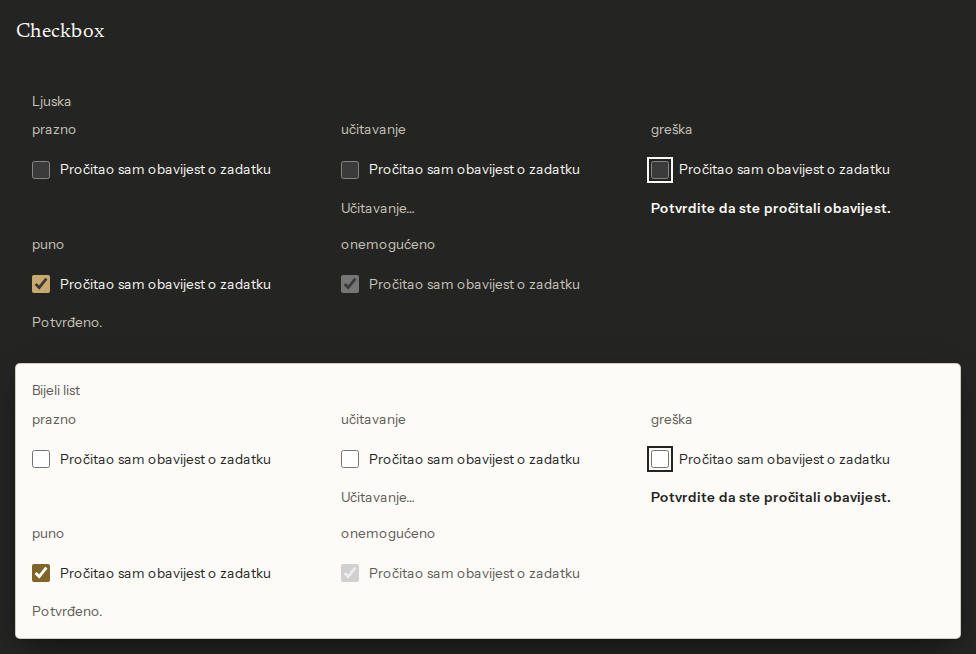 Checkbox
Ljuska
prazno
učitavanje
greška
Pročitao sam obavijest o zadatku
Pročitao sam obavijest o zadatku
Pročitao sam obavijest o zadatku
Učitavanje…
Potvrdite da ste pročitali obavijest.
puno
onemogućeno
Pročitao sam obavijest o zadatku
Pročitao sam obavijest o zadatku
Potvrđeno.
Bijeli list
prazno
učitavanje
greška
Pročitao sam obavijest o zadatku
Pročitao sam obavijest o zadatku
Pročitao sam obavijest o zadatku
Učitavanje…
Potvrdite da ste pročitali obavijest.
puno
onemogućeno
Pročitao sam obavijest o zadatku
Pročitao sam obavijest o zadatku
Potvrđeno.